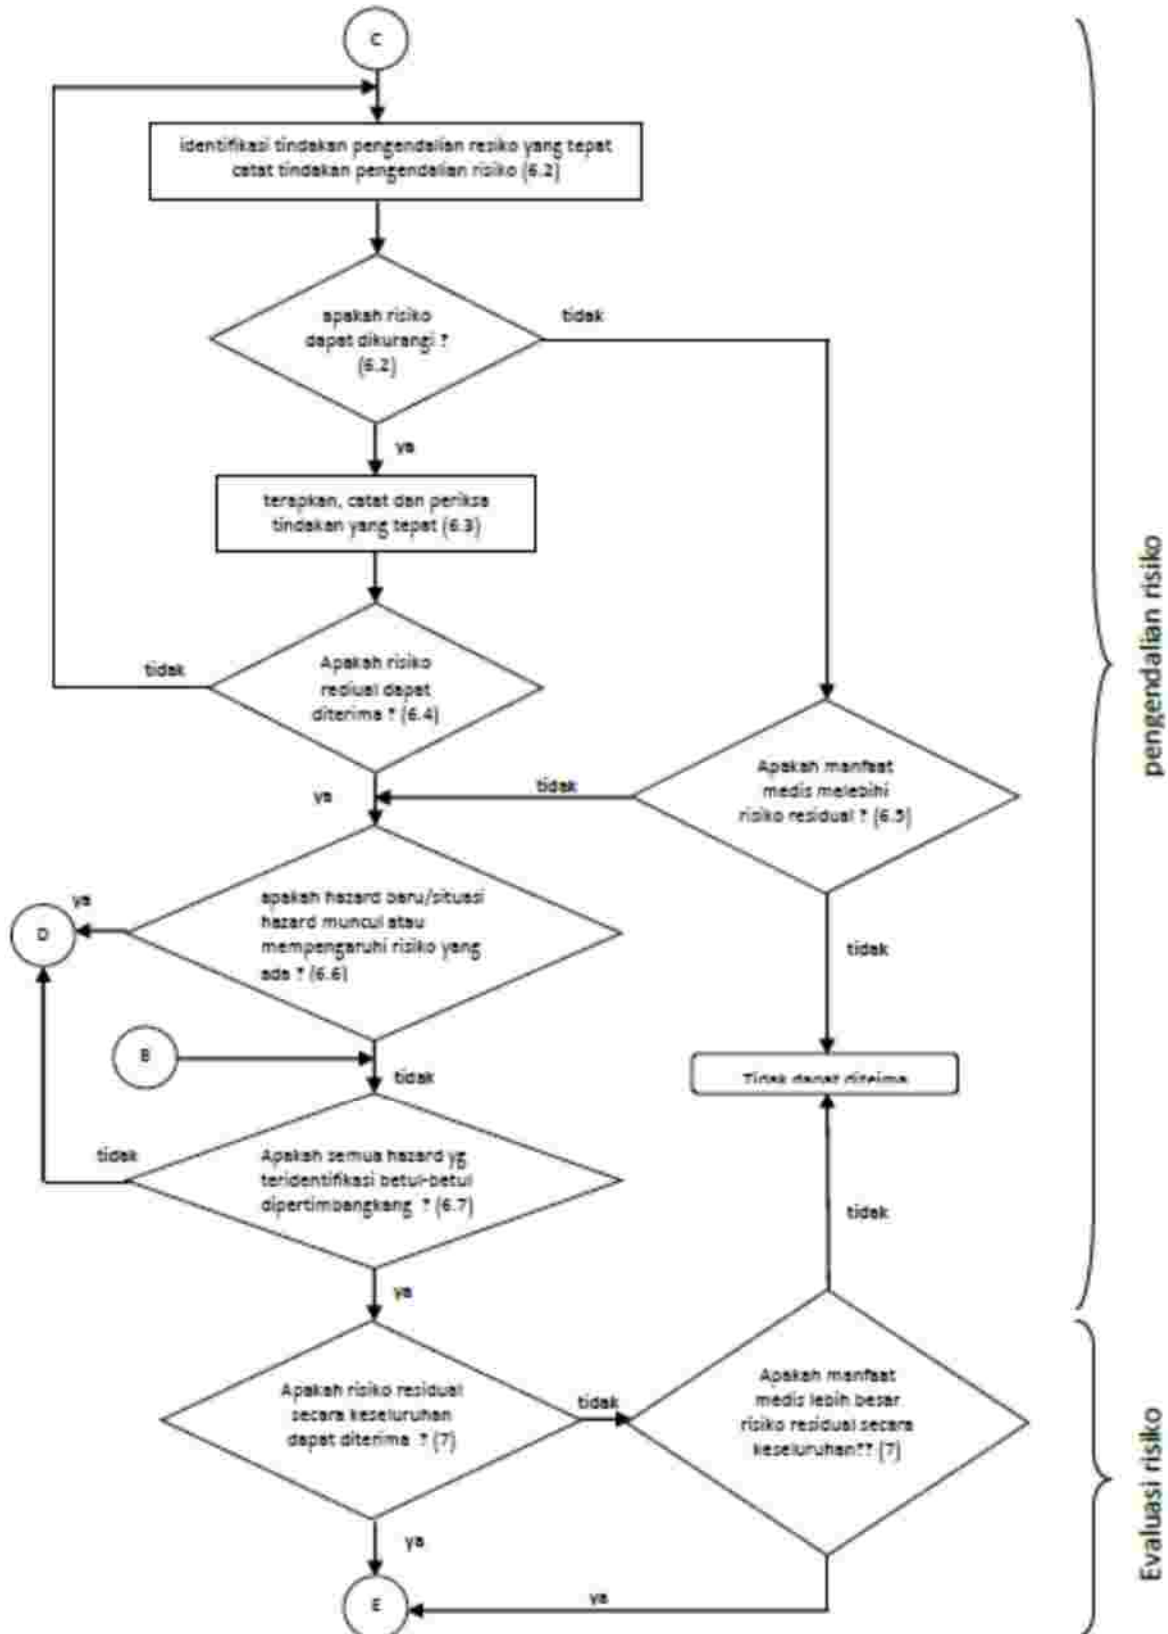 C
identifikasi tindakan pengendalian resiko yang tepat
catat tindakan pengendalian risiko (6.2)
apakah risiko
dapat dikurangi ?
(6.2)
tidak
ya
terapkan, catat dan periksa
tindakan yang tepat (6.3)
Apakah risiko
rediual dapat
diterima ? (6.4)
tidak
ya
Apakah manfaat
medis melebihi
risiko residual ? (6.5)
tidak
tidak
apakah hazard baru/situasi
hazard muncul atau
mempengaruhi risiko yang
ada ? (6.6)
ya
D
B
tidak
Tidak dapat diteima
Apakah semua hazard yg
teridentifikasi betul-betul
dipertimbangkang ? (6.7)
tidak
ya
tidak
Apakah risiko residual
secara keseluruhan
dapat diterima ? (7)
tidak
Apakah manfaat
medis lebih besar
risiko residual secara
keseluruhan?? (7)
ya
ya
E
pengendalian risiko
Evaluasi risiko